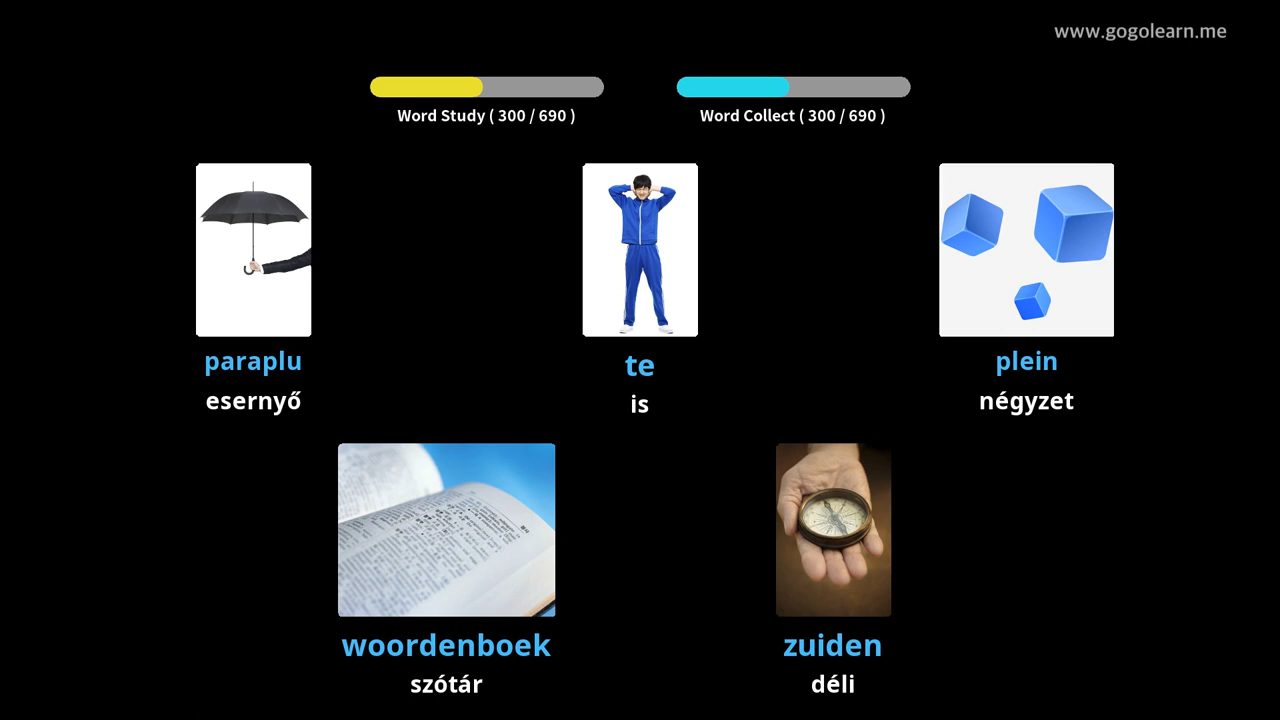 www.gogolearn.me
Word Study ( 300 / 690 )
Word Collect ( 300 / 690 )
paraplu
esernyő
te
is
plein
négyzet
woordenboek
szótár
zuiden
déli